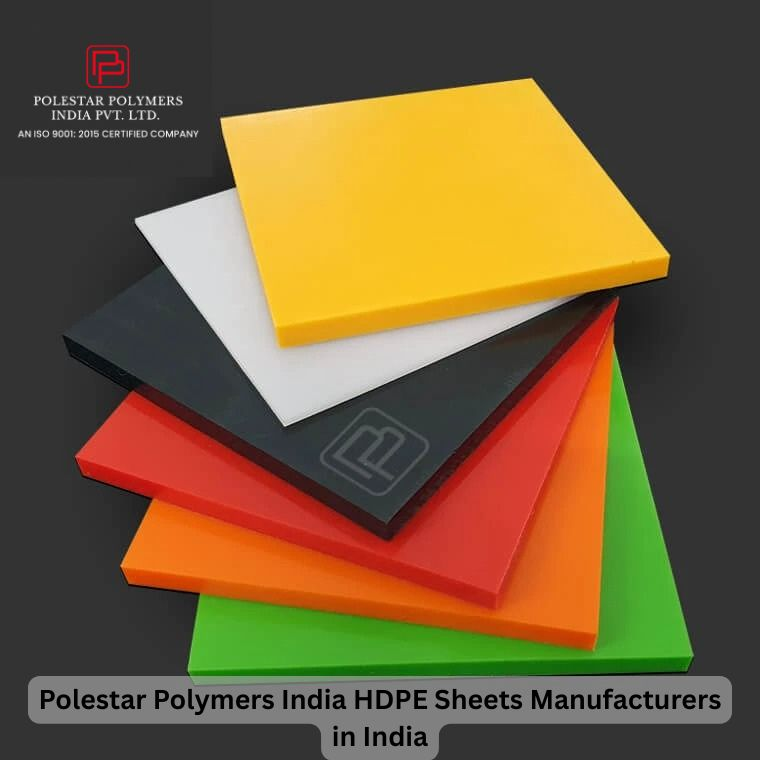 POLESTAR POLYMERS
INDIA PVT. LTD.
AN ISO 9001: 2015 CERTIFIED COMPANY
Polestar Polymers India HDPE Sheets Manufacturers
in India